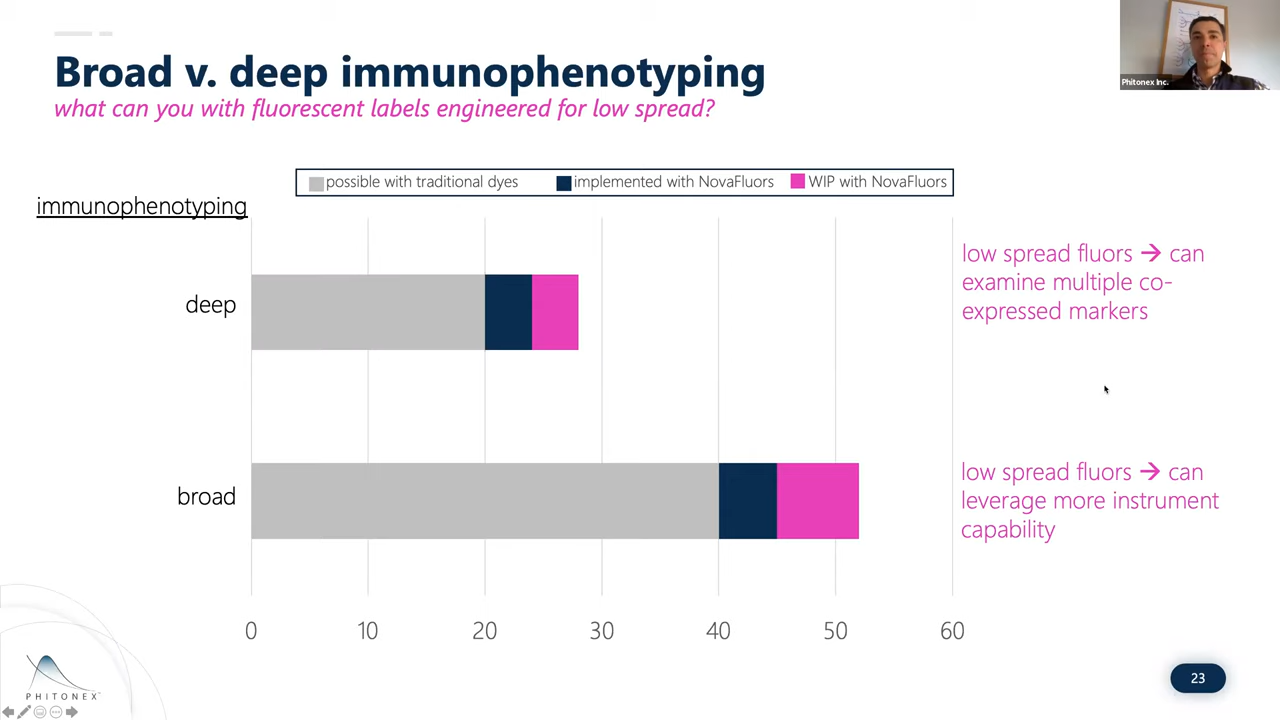 Broad v. deep immunophenotyping
what can you with fluorescent labels engineered for low spread?
Phitonex Inc.
possible with traditional dyes
implemented with NovaFluors
WIP with NovaFluors
immunophenotyping
deep
low spread fluors → can
examine multiple co-
expressed markers
broad
low spread fluors → can
leverage more instrument
capability
0 10 20 30 40 50 60
PHITONEX
23